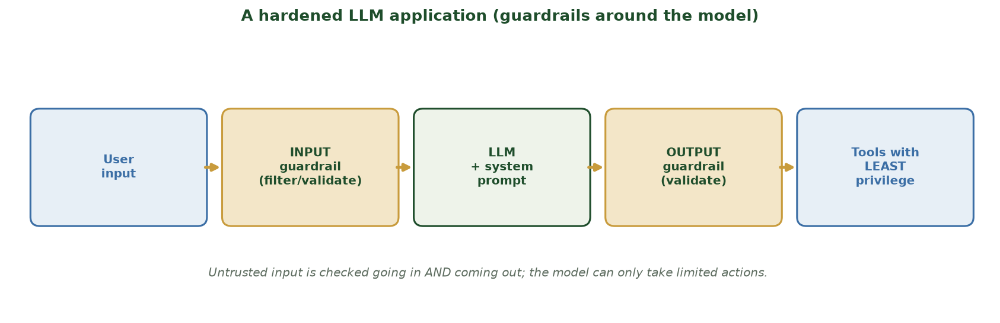 A hardened LLM application (guardrails around the model)
User
input
INPUT
guardrail
(filter/validate)
LLM
+ system
prompt
OUTPUT
guardrail
(validate)
Tools with
LEAST
privilege
Untrusted input is checked going in AND coming out; the model can only take limited actions.